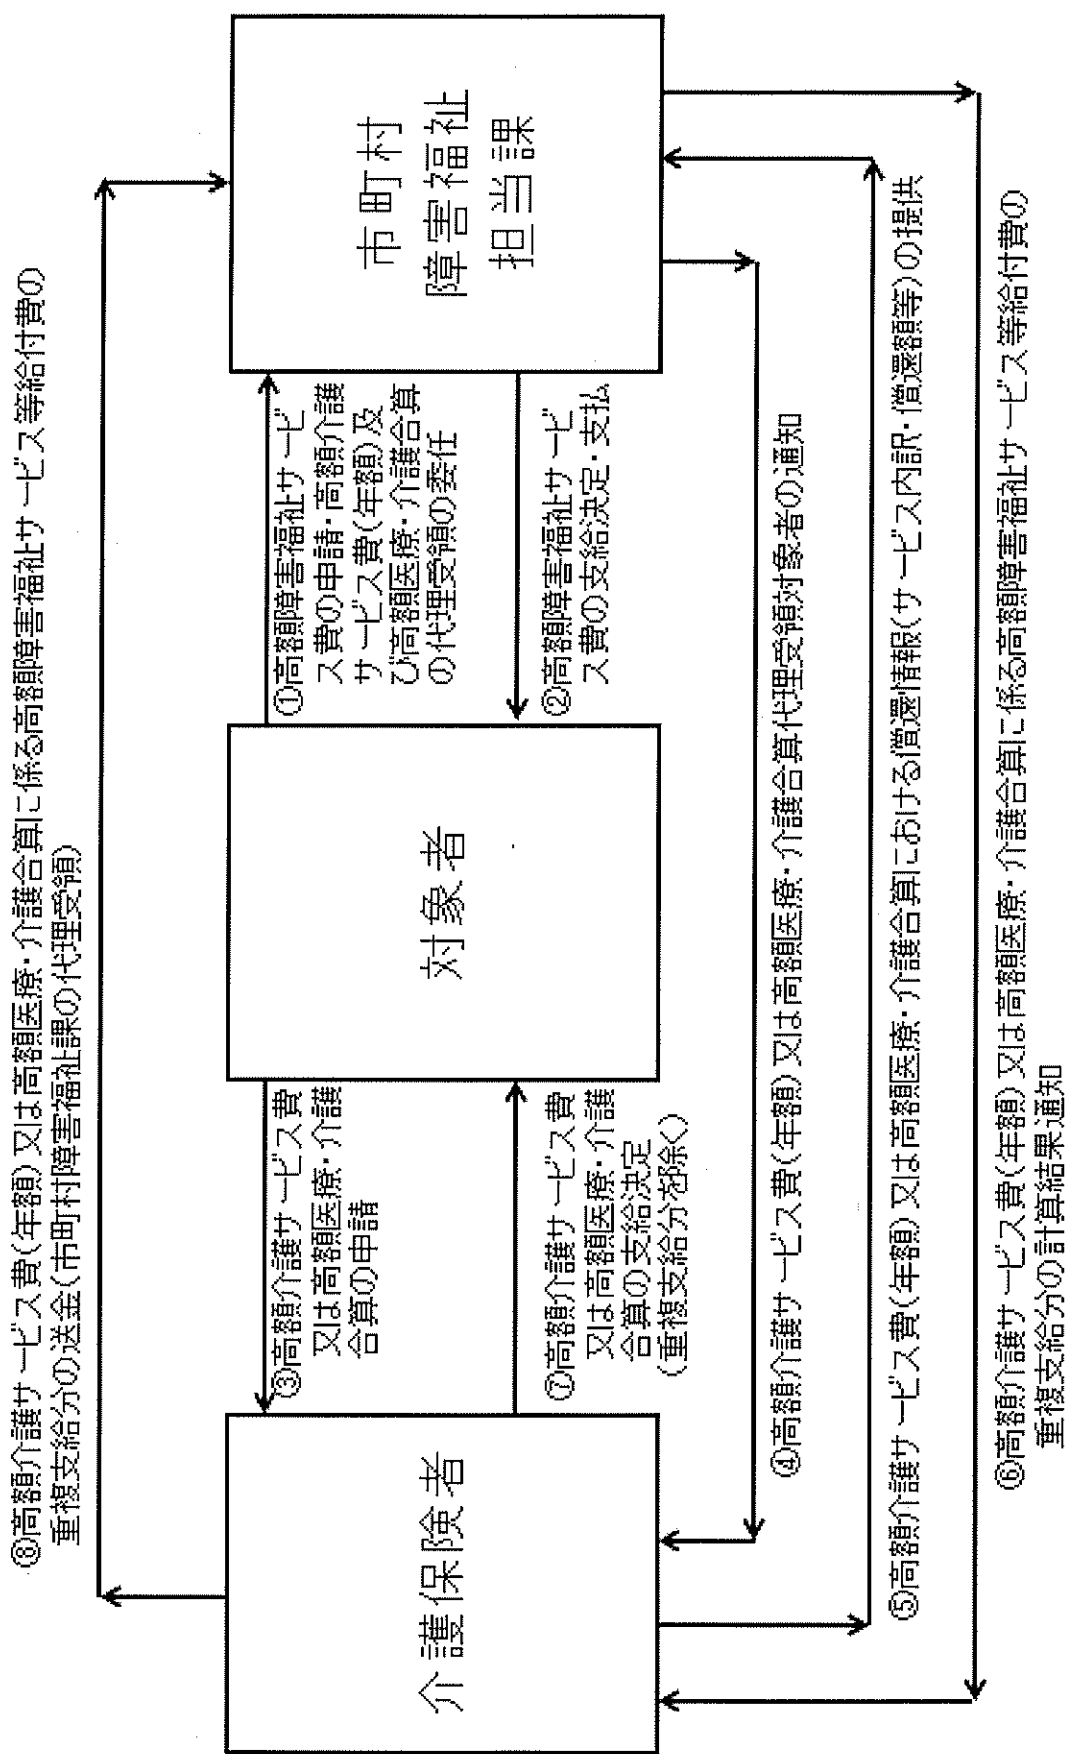 ⑧高額介護サービス費(年額)又は高額医療・介護合算に係る高額障害福祉サービス等給付費の
重複支給分の送金(市町村障害福祉課の代理受領)
介護保険者
③高額介護サービス費
又は高額医療・介護
合算の申請
⑦高額介護サービス費
又は高額医療・介護
合算の支給決定
(重複支給分を除く)
対象者
①高額障害福祉サービ
ス費の申請・高額介護
サービス費(年額)及
び高額医療・介護合算
の代理受領の委任
②高額障害福祉サービ
ス費の支給決定・支払
市町村
障害福祉
担当課
④高額介護サービス費(年額)又は高額医療・介護合算代理受領対象者の通知
⑤高額介護サービス費(年額)又は高額医療・介護合算における償還情報(サービス内訳・償還額等)の提供
⑥高額介護サービス費(年額)又は高額医療・介護合算に係る高額障害福祉サービス等給付費の
重複支給分の計算結果通知